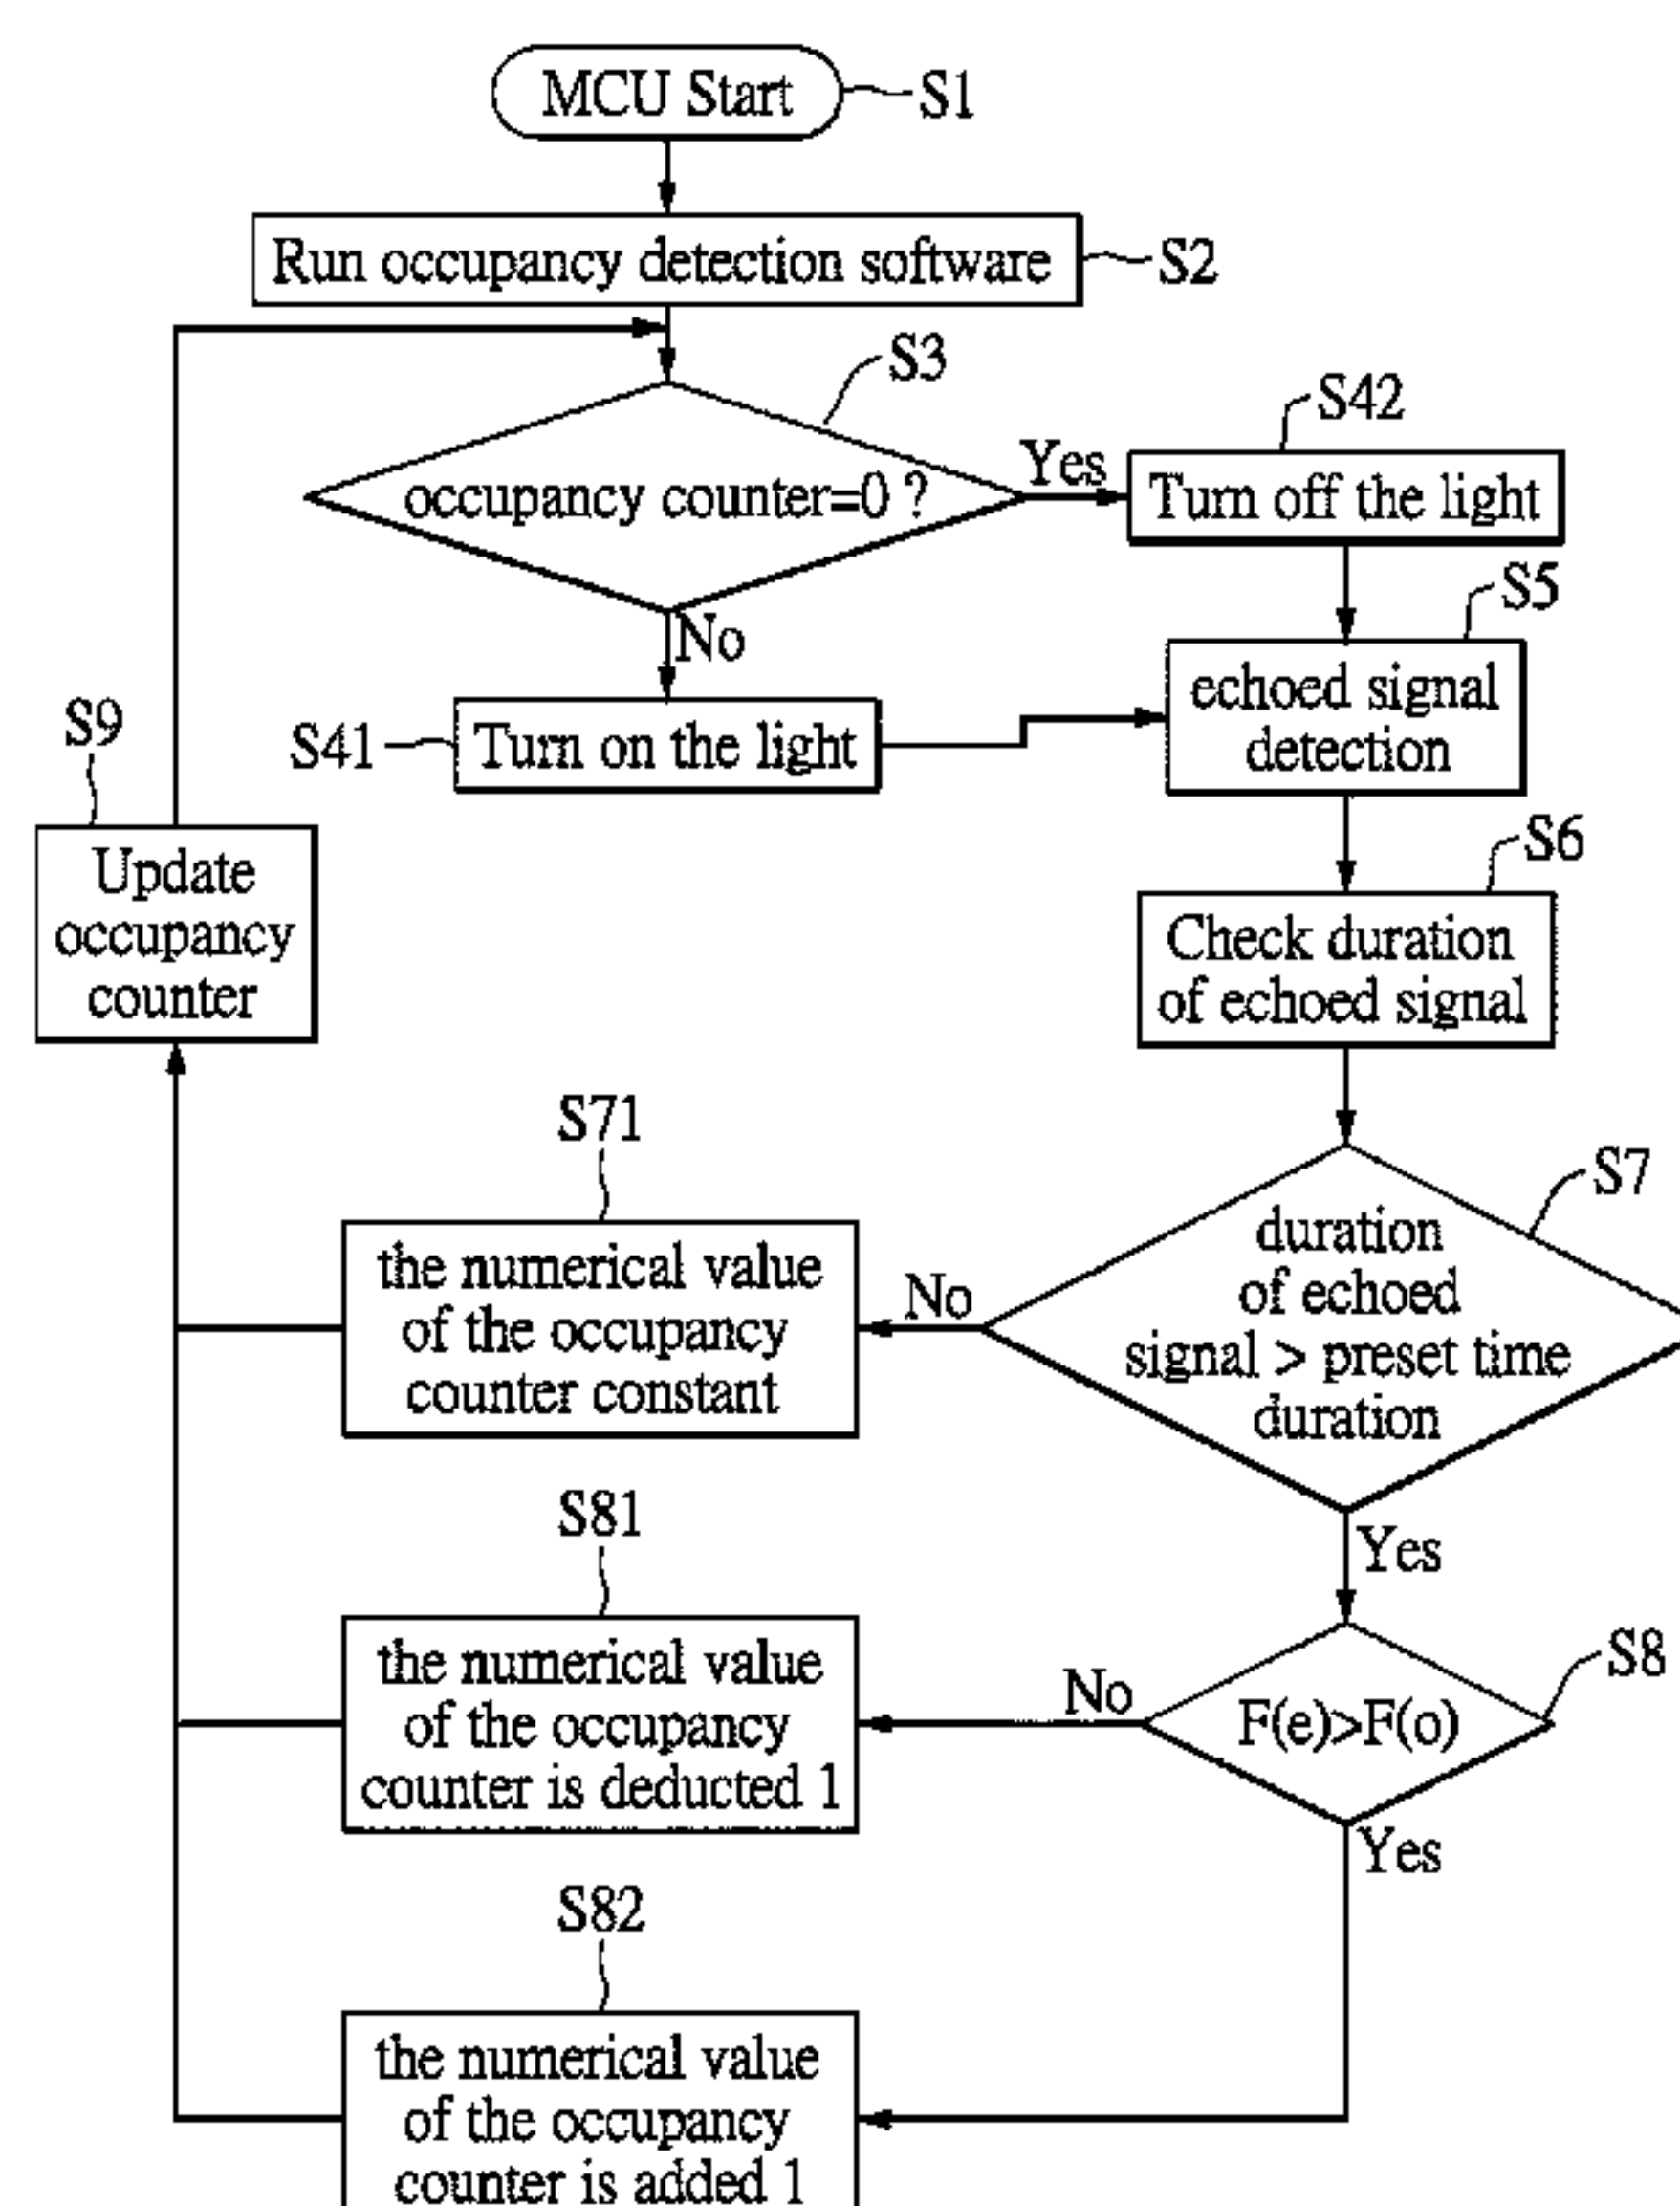 MCU Start
S1
Run occupancy detection software
S2
S3
occupancy counter=0 ?
Yes
S42
Turn off the light
No
S41
Turn on the light
S5
echoed signal
detection
S9
Update
occupancy
counter
S6
Check duration
of echoed signal
S71
the numerical value
of the occupancy
counter constant
No
S7
duration
of echoed
signal > preset time
duration
Yes
S81
the numerical value
of the occupancy
counter is deducted 1
No
S8
F(e)>F(o)
Yes
S82
the numerical value
of the occupancy
counter is added 1